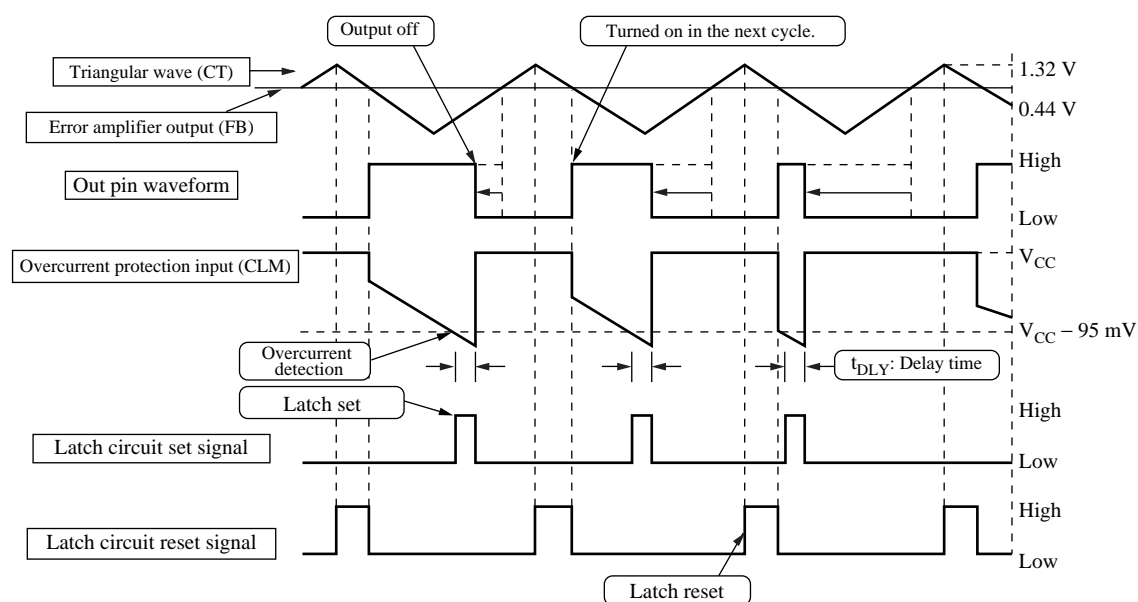 Output off
Turned on in the next cycle.
Triangular wave (CT)
1.32 V
Error amplifier output (FB)
0.44 V
High
Out pin waveform
Low
Overcurrent protection input (CLM)
VCC
VCC – 95 mV
Overcurrent
detection
tDLY: Delay time
Latch set
High
Latch circuit set signal
Low
High
Latch circuit reset signal
Low
Latch reset